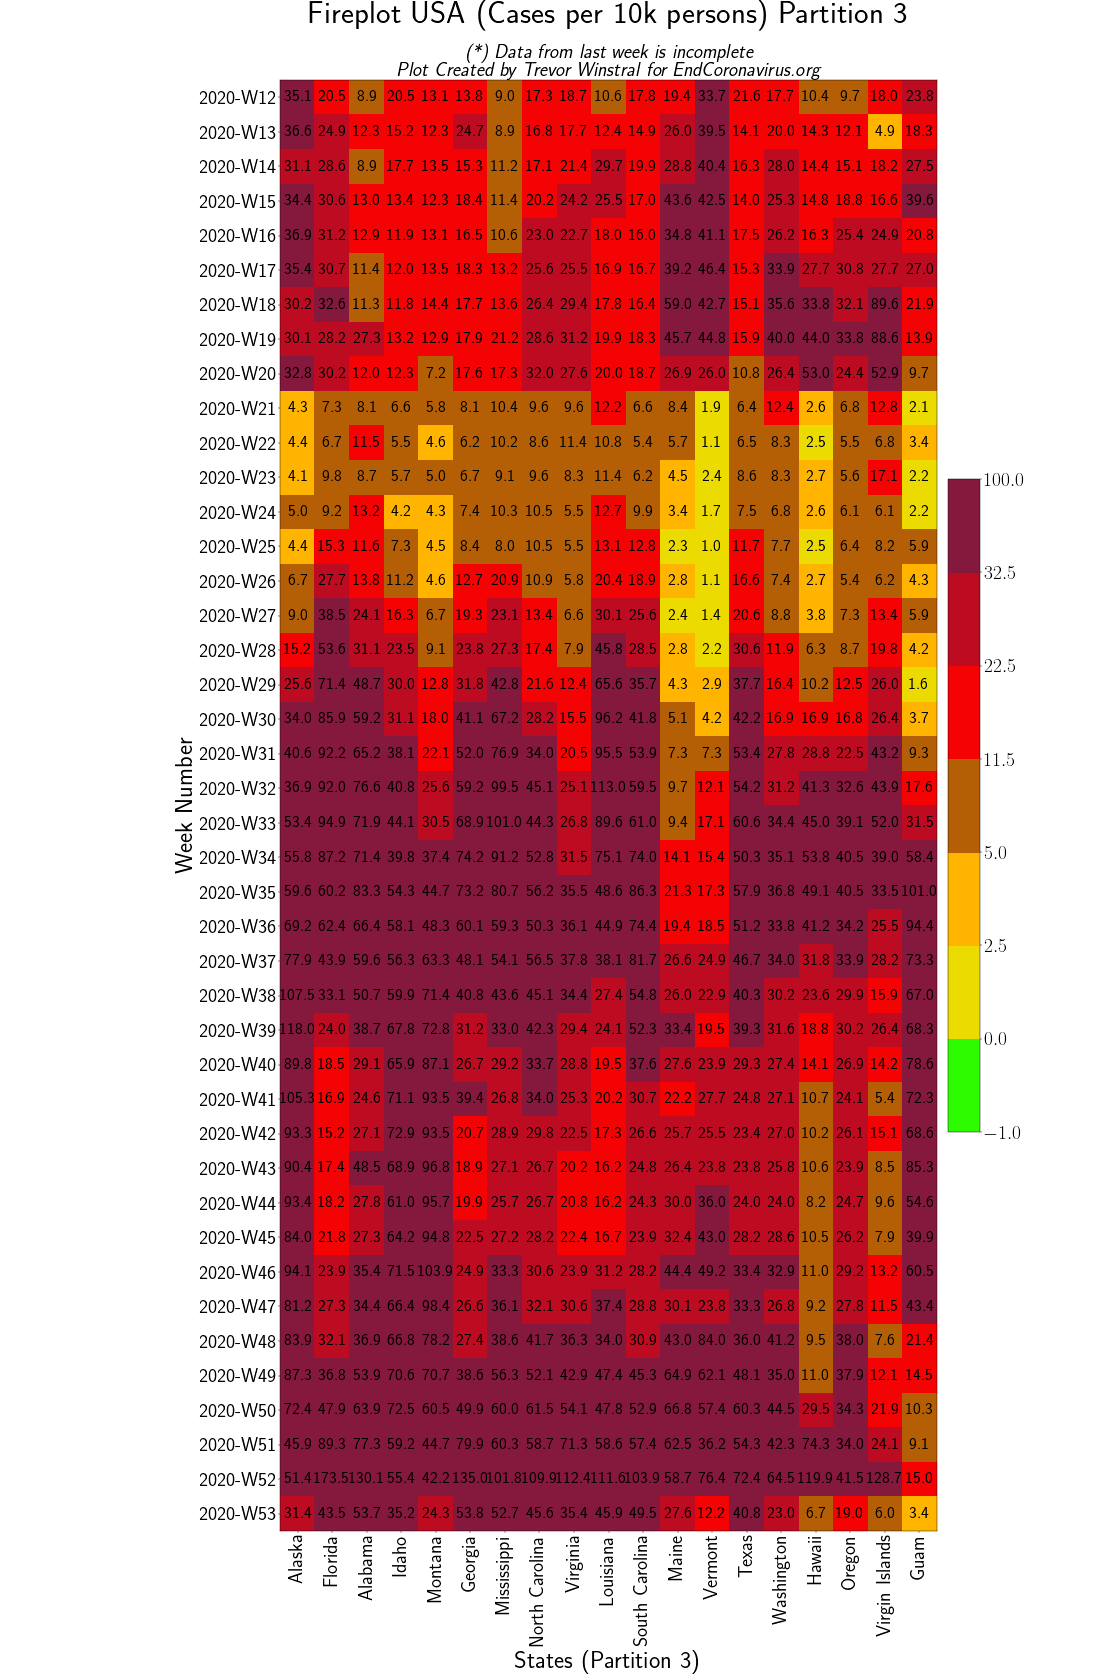 Fireplot USA (Cases per 10k persons) Partition 3
(*) Data from last week is incomplete
Plot Created by Trevor Winstral for EndCoronavirus.org
2020-W12 35.1 20.5 8.9 20.5 13.1 13.8 9.0 17.3 18.7 10.6 17.8 19.4 33.7 21.6 17.7 10.4 9.7 18.0 23.8
2020-W13 36.6 24.9 12.3 15.2 12.3 24.7 8.9 16.8 17.7 12.4 14.9 26.0 39.5 14.1 20.0 14.3 12.1 4.9 18.3
2020-W14 31.1 28.6 8.9 17.7 13.5 15.3 11.2 17.1 21.4 29.7 19.9 28.8 40.4 16.3 28.0 14.4 15.1 18.2 27.5
2020-W15 34.4 30.6 13.0 13.4 12.3 18.4 11.4 20.2 24.2 25.5 17.0 43.6 42.5 14.0 25.3 14.8 18.8 16.6 39.6
2020-W16 36.9 31.2 12.9 11.9 13.1 16.5 10.6 23.0 22.7 18.0 16.0 34.8 41.1 17.5 26.2 16.3 25.4 24.9 20.8
2020-W17 35.4 30.7 11.4 12.0 13.5 18.3 13.2 25.6 25.5 16.9 16.7 39.2 46.4 15.3 33.9 27.7 30.8 27.7 27.0
2020-W18 30.2 32.6 11.3 11.8 14.4 17.7 13.6 26.4 29.4 17.8 16.4 59.0 42.7 15.1 35.6 33.8 32.1 89.6 21.9
2020-W19 30.1 28.2 27.3 13.2 12.9 17.9 21.2 28.6 31.2 19.9 18.3 45.7 44.8 15.9 40.0 44.0 33.8 88.6 13.9
2020-W20 32.8 30.2 12.0 12.3 7.2 17.6 17.3 32.0 27.6 20.0 18.7 26.9 26.0 10.8 26.4 53.0 24.4 52.9 9.7
2020-W21 4.3 7.3 8.1 6.6 5.8 8.1 10.4 9.6 9.6 12.2 6.6 8.4 1.9 6.4 12.4 2.6 6.8 12.8 2.1
2020-W22 4.4 6.7 11.5 5.5 4.6 6.2 10.2 8.6 11.4 10.8 5.4 5.7 1.1 6.5 8.3 2.5 5.5 6.8 3.4
2020-W23 4.1 9.8 8.7 5.7 5.0 6.7 9.1 9.6 8.3 11.4 6.2 4.5 2.4 8.6 8.3 2.7 5.6 17.1 2.2
2020-W24 5.0 9.2 13.2 4.2 4.3 7.4 10.3 10.5 5.5 12.7 9.9 3.4 1.7 7.5 6.8 2.6 6.1 6.1 2.2
2020-W25 4.4 15.3 11.6 7.3 4.5 8.4 8.0 10.5 5.5 13.1 12.8 2.3 1.0 11.7 7.7 2.5 6.4 8.2 5.9
2020-W26 6.7 27.7 13.8 11.2 4.6 12.7 20.9 10.9 5.8 20.4 18.9 2.8 1.1 16.6 7.4 2.7 5.4 6.2 4.3
2020-W27 9.0 38.5 24.1 16.3 6.7 19.3 23.1 13.4 6.6 30.1 25.6 2.4 1.4 20.6 8.8 3.8 7.3 13.4 5.9
2020-W28 15.2 53.6 31.1 23.5 9.1 23.8 27.3 17.4 7.9 45.8 28.5 2.8 2.2 30.6 11.9 6.3 8.7 19.8 4.2
2020-W29 25.6 71.4 48.7 30.0 12.8 31.8 42.8 21.6 12.4 65.6 35.7 4.3 2.9 37.7 16.4 10.2 12.5 26.0 1.6
2020-W30 34.0 85.9 59.2 31.1 18.0 41.1 67.2 28.2 15.5 96.2 41.8 5.1 4.2 42.2 16.9 16.9 16.8 26.4 3.7
2020-W31 40.6 92.2 65.2 38.1 22.1 52.0 76.9 34.0 20.5 95.5 53.9 7.3 7.3 53.4 27.8 28.8 22.5 43.2 9.3
2020-W32 36.9 92.0 76.6 40.8 25.6 59.2 99.5 45.1 25.1 113.0 59.5 9.7 12.1 54.2 31.2 41.3 32.6 43.9 17.6
2020-W33 53.4 94.9 71.9 44.1 30.5 68.9 101.0 44.3 26.8 89.6 61.0 9.4 17.1 60.6 34.4 45.0 39.1 52.0 31.5
2020-W34 55.8 87.2 71.4 39.8 37.4 74.2 91.2 52.8 31.5 75.1 74.0 14.1 15.4 50.3 35.1 53.8 40.5 39.0 58.4
2020-W35 59.6 60.2 83.3 54.3 44.7 73.2 80.7 56.2 35.5 48.6 86.3 21.3 17.3 57.9 36.8 49.1 40.5 33.5 101.0
2020-W36 69.2 62.4 66.4 58.1 48.3 60.1 59.3 50.3 36.1 44.9 74.4 19.4 18.5 51.2 33.8 41.2 34.2 25.5 94.4
2020-W37 77.9 43.9 59.6 56.3 63.3 48.1 54.1 56.5 37.8 38.1 81.7 26.6 24.9 46.7 34.0 31.8 33.9 28.2 73.3
2020-W38 107.5 33.1 50.7 59.9 71.4 40.8 43.6 45.1 34.4 27.4 54.8 26.0 22.9 40.3 30.2 23.6 29.9 15.9 67.0
2020-W39 118.0 24.0 38.7 67.8 72.8 31.2 33.0 42.3 29.4 24.1 52.3 33.4 19.5 39.3 31.6 18.8 30.2 26.4 68.3
2020-W40 89.8 18.5 29.1 65.9 87.1 26.7 29.2 33.7 28.8 19.5 37.6 27.6 23.9 29.3 27.4 14.1 26.9 14.2 78.6
2020-W41 105.3 16.9 24.6 71.1 93.5 39.4 26.8 34.0 25.3 20.2 30.7 22.2 27.7 24.8 27.1 10.7 24.1 5.4 72.3
2020-W42 93.3 15.2 27.1 72.9 93.5 20.7 28.9 29.8 22.5 17.3 26.6 25.7 25.5 23.4 27.0 10.2 26.1 15.1 68.6
2020-W43 90.4 17.4 48.5 68.9 96.8 18.9 27.1 26.7 20.2 16.2 24.8 26.4 23.8 23.8 25.8 10.6 23.9 8.5 85.3
2020-W44 93.4 18.2 27.8 61.0 95.7 19.9 25.7 26.7 20.8 16.2 24.3 30.0 36.0 24.0 24.0 8.2 24.7 9.6 54.6
2020-W45 84.0 21.8 27.3 64.2 94.8 22.5 27.2 28.2 22.4 16.7 23.9 32.4 43.0 28.2 28.6 10.5 26.2 7.9 39.9
2020-W46 94.1 23.9 35.4 71.5 103.9 24.9 33.3 30.6 23.9 31.2 28.2 44.4 49.2 33.4 32.9 11.0 29.2 13.2 60.5
2020-W47 81.2 27.3 34.4 66.4 98.4 26.6 36.1 32.1 30.6 37.4 28.8 30.1 23.8 33.3 26.8 9.2 27.8 11.5 43.4
2020-W48 83.9 32.1 36.9 66.8 78.2 27.4 38.6 41.7 36.3 34.0 30.9 43.0 84.0 36.0 41.2 9.5 38.0 7.6 21.4
2020-W49 87.3 36.8 53.9 70.6 70.7 38.6 56.3 52.1 42.9 47.4 45.3 64.9 62.1 48.1 35.0 11.0 37.9 12.1 14.5
2020-W50 72.4 47.9 63.9 72.5 60.5 49.9 60.0 61.5 54.1 47.8 52.9 66.8 57.4 60.3 44.5 29.5 34.3 21.9 10.3
2020-W51 45.9 89.3 77.3 59.2 44.7 79.9 60.3 58.7 71.3 58.6 57.4 62.5 36.2 54.3 42.3 74.3 34.0 24.1 9.1
2020-W52 51.4 173.5 130.1 55.4 42.2 135.0 101.8 109.9 112.4 111.6 103.9 58.7 76.4 72.4 64.5 119.9 41.5 128.7 15.0
2020-W53 31.4 43.5 53.7 35.2 24.3 53.8 52.7 45.6 35.4 45.9 49.5 27.6 12.2 40.8 23.0 6.7 19.0 6.0 3.4
Week Number
Alaska Florida Alabama Idaho Montana Georgia Mississippi North Carolina Virginia Louisiana South Carolina Maine Vermont Texas Washington Hawaii Oregon Virgin Islands Guam
States (Partition 3)
100.0
32.5
22.5
11.5
5.0
2.5
0.0
−1.0